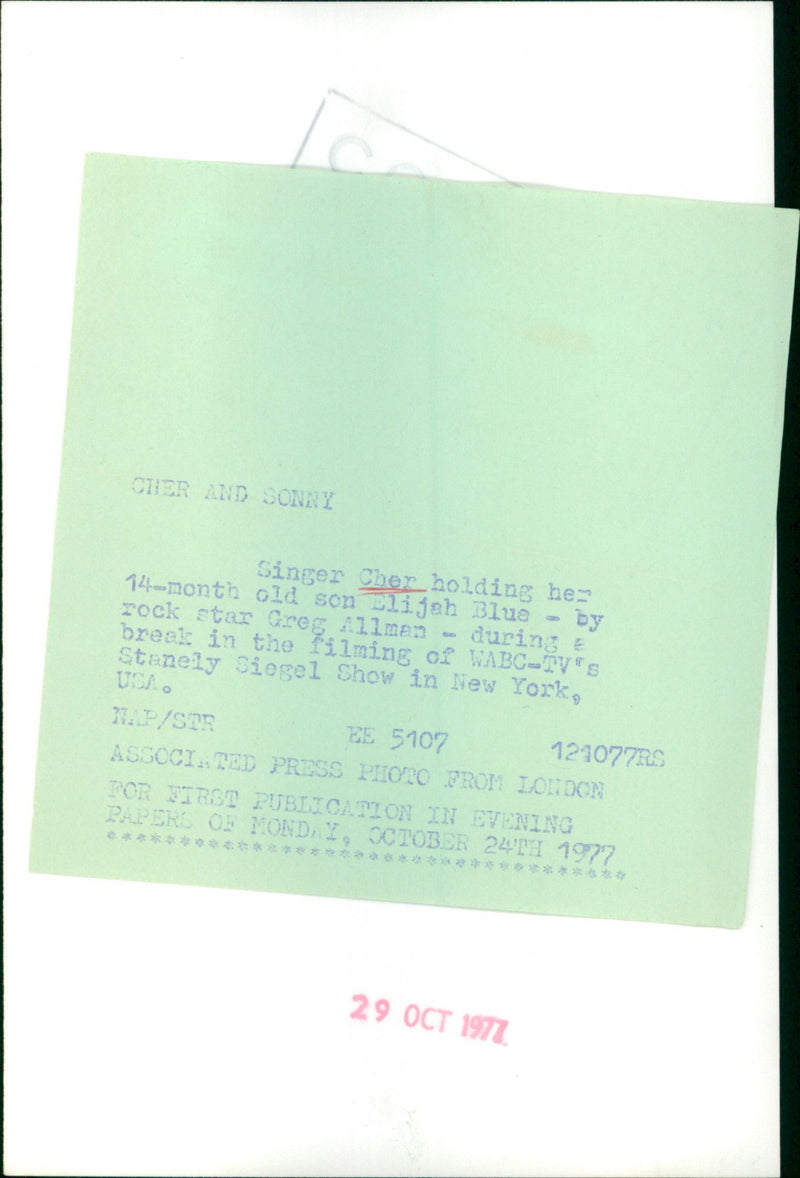 CHER AND SONNY
Singer Cher holding her
14-month old son Elijah Blue - by
rock star Greg Allman - during a
break in the filming of WABC-TV's
Stanely Siegel Show in New York,
USA.
NAP/STR EE 5107 121077RS
ASSOCIATED PRESS PHOTO FROM LONDON
FOR FIRST PUBLICATION IN EVENING
PAPERS OF MONDAY, OCTOBER 24TH 1977
***********************************
29 OCT 1977